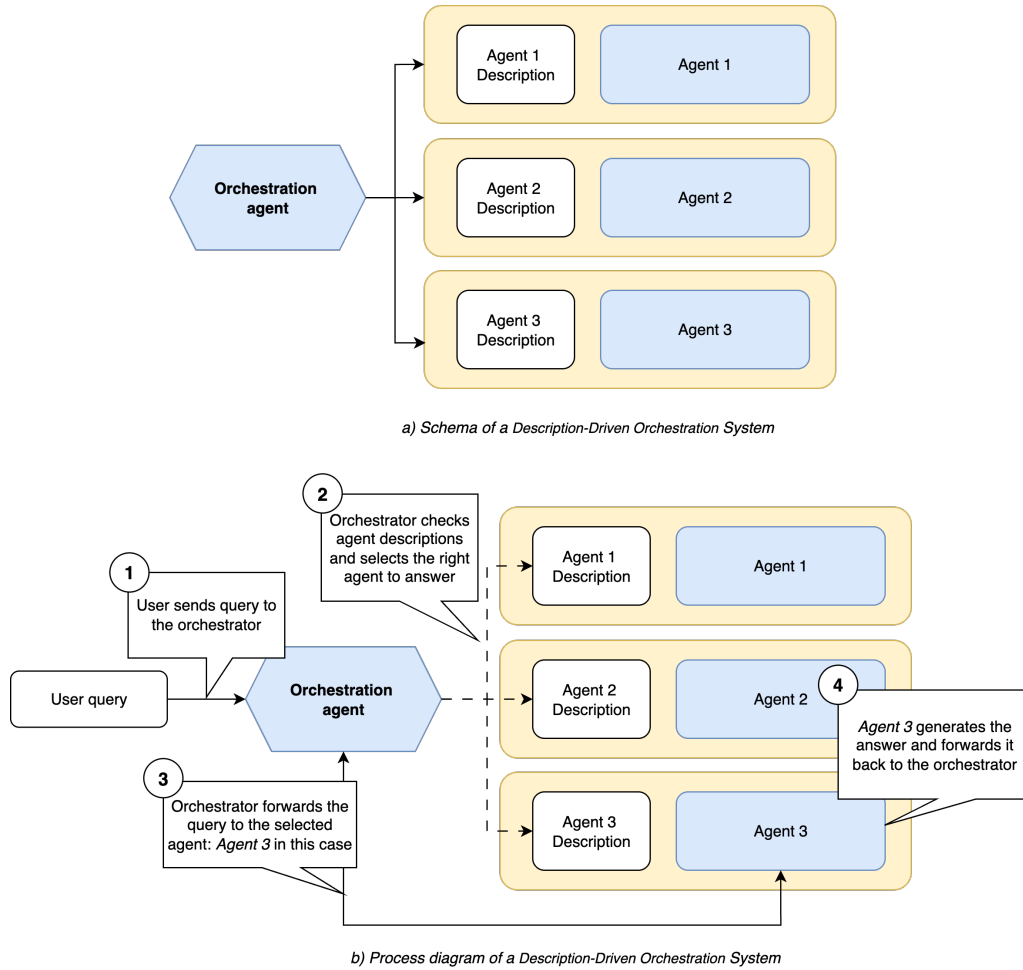 Agent 1
Description
Agent 1
Orchestration
agent
Agent 2
Description
Agent 2
Agent 3
Description
Agent 3
a) Schema of a Description-Driven Orchestration System
2
Orchestrator checks
agent descriptions
and selects the right
agent to answer
1
User sends query to
the orchestrator
Agent 1
Description
Agent 1
User query
Orchestration
agent
Agent 2
Description
Agent 2
4
Agent 3 generates the
answer and forwards it
back to the orchestrator
3
Orchestrator forwards the
query to the selected
agent: Agent 3 in this case
Agent 3
Description
Agent 3
b) Process diagram of a Description-Driven Orchestration System